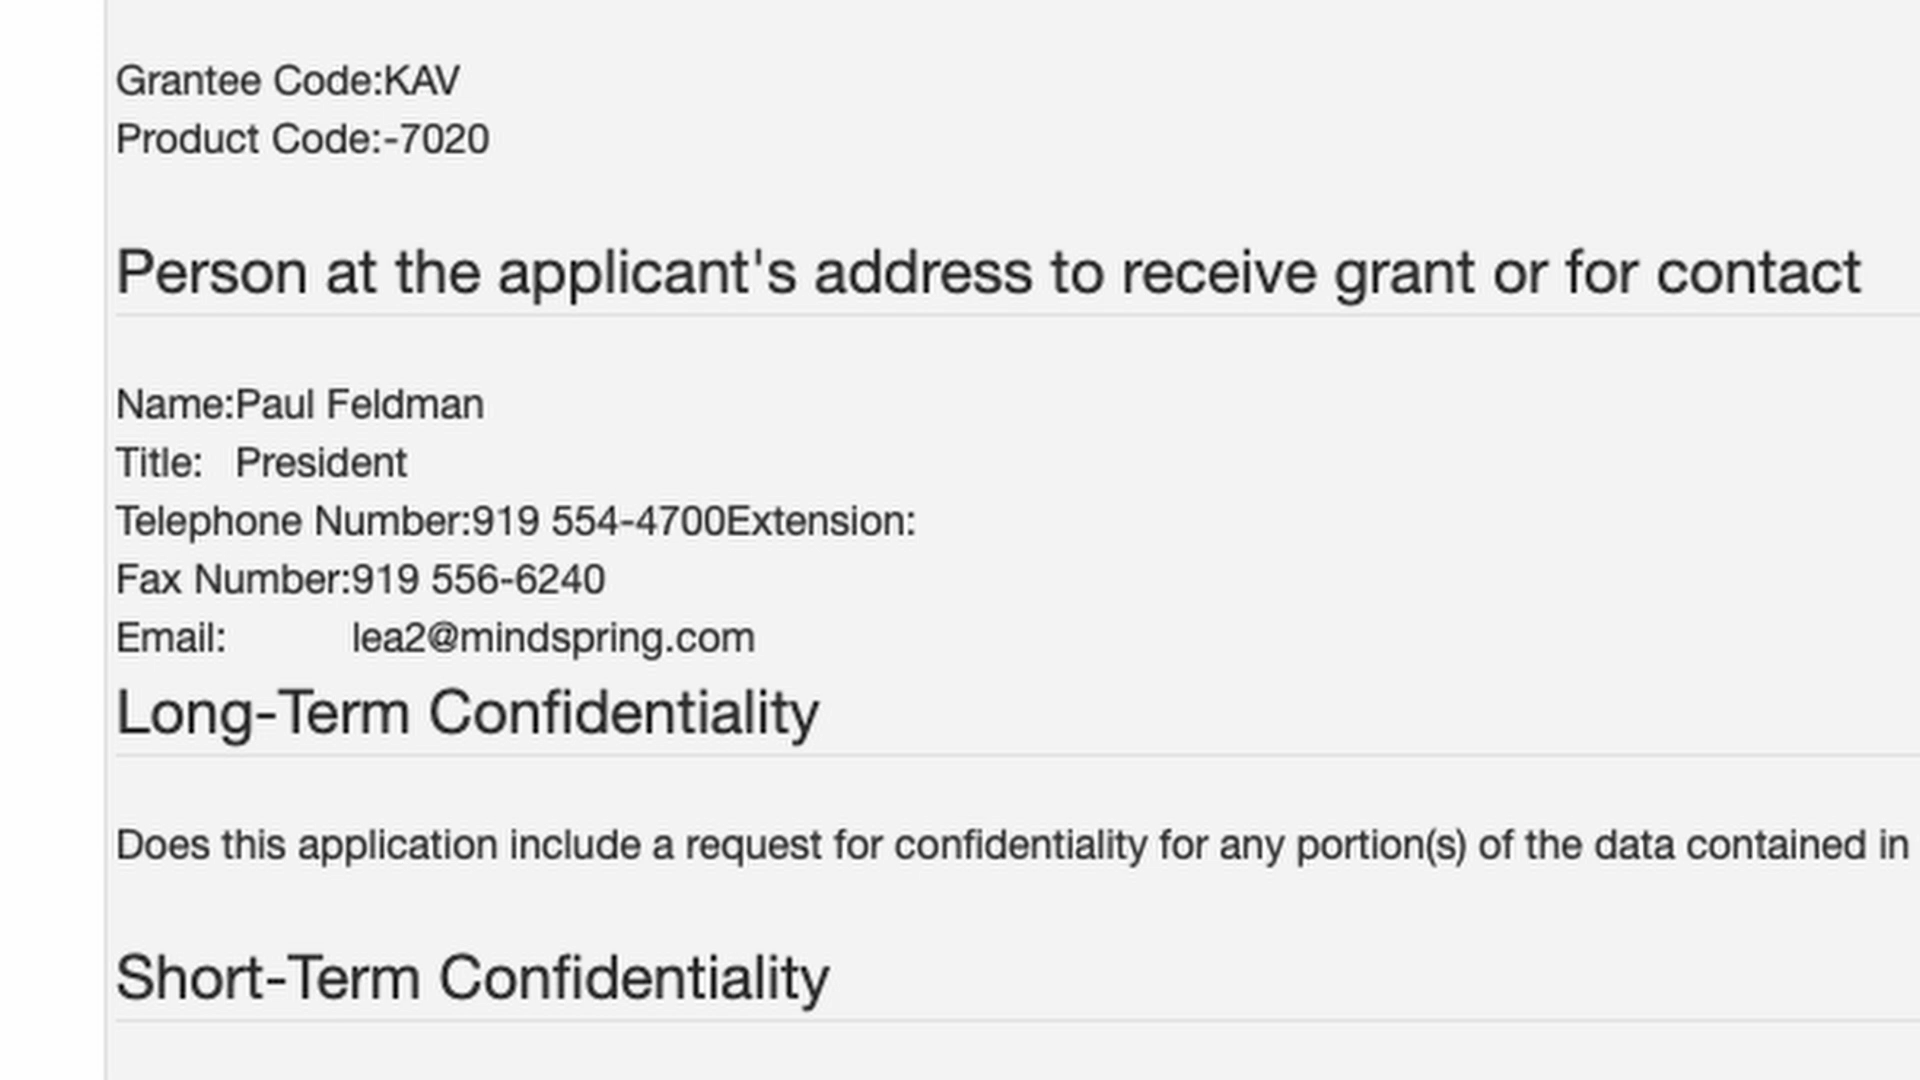 Grantee Code:KAV
Product Code:-7020
Person at the applicant's address to receive grant or for contact
Name:Paul Feldman
Title: President
Telephone Number:919 554-4700Extension:
Fax Number:919 556-6240
Email: lea2@mindspring.com
Long-Term Confidentiality
Does this application include a request for confidentiality for any portion(s) of the data contained in
Short-Term Confidentiality